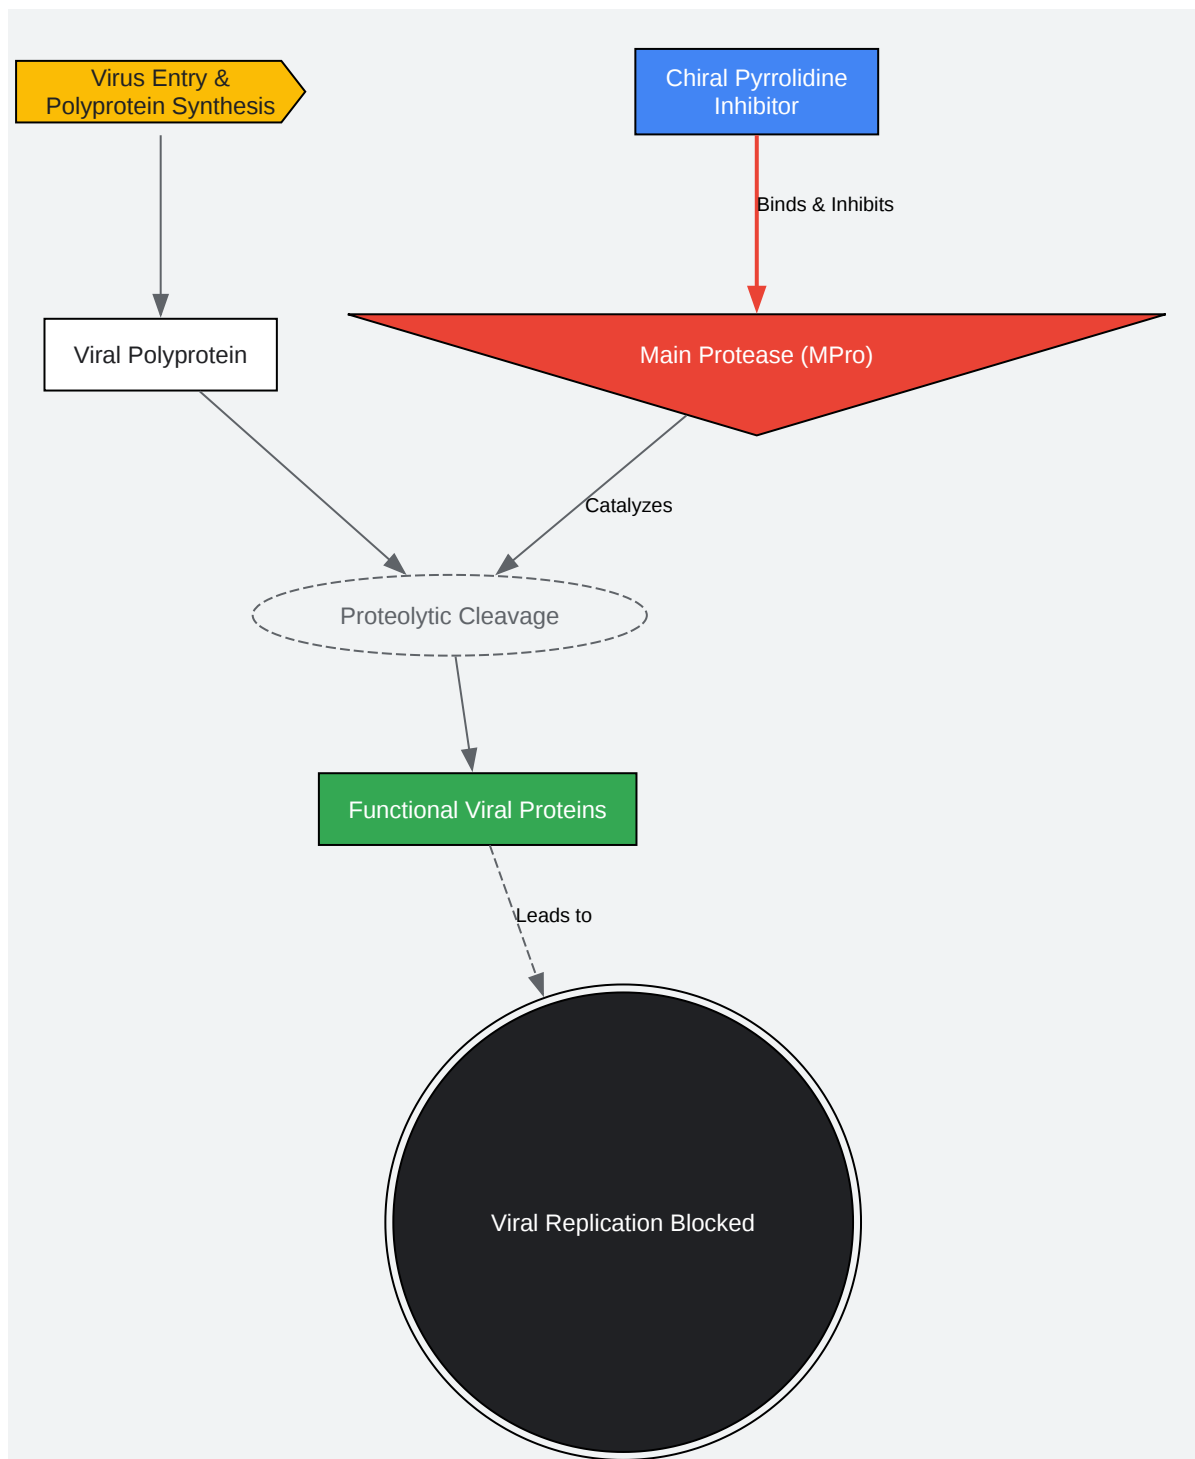 Virus Entry &
Polyprotein Synthesis
Chiral Pyrrolidine
Inhibitor
Binds & Inhibits
Viral Polyprotein
Main Protease (MPro)
Catalyzes
Proteolytic Cleavage
Functional Viral Proteins
Leads to
Viral Replication Blocked